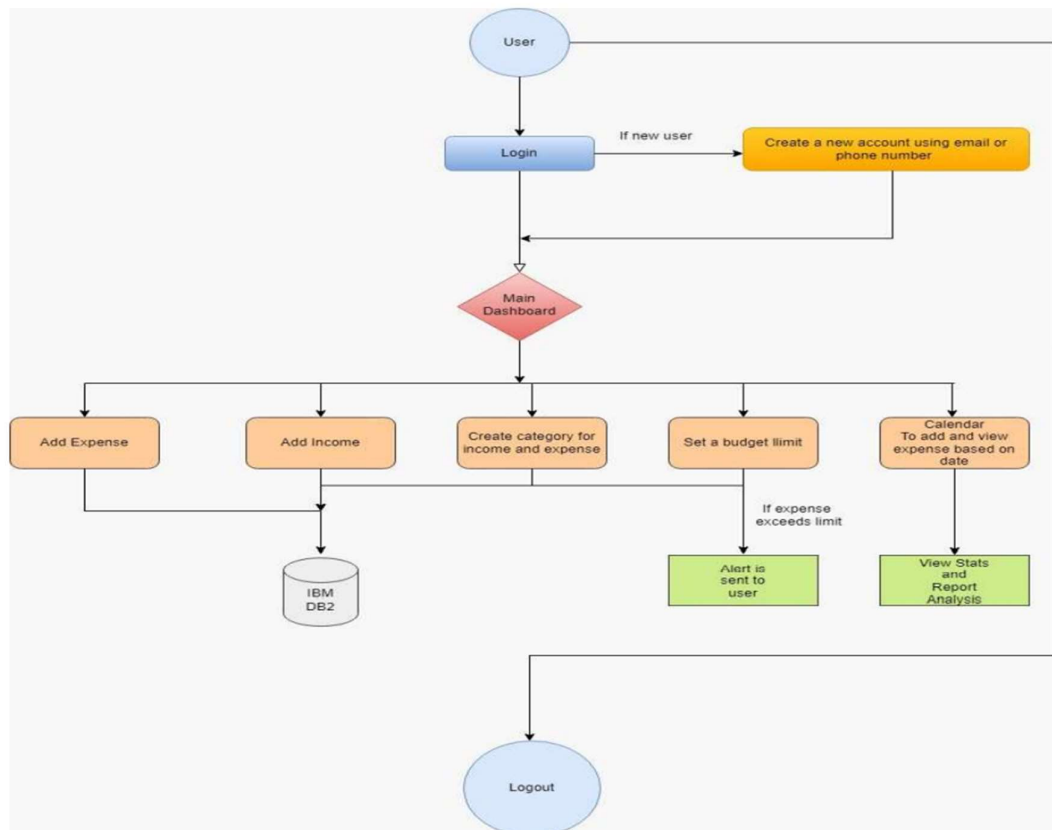 User
If new user
Login
Create a new account using email or
phone number
Main
Dashboard
Add Expense
Add Income
Create category for
income and expense
Set a budget llimit
Calendar
To add and view
expense based on
date
If expense
exceeds limit
IBM
DB2
Alert is
sent to
user
View Stats
and
Report
Analysis
Logout